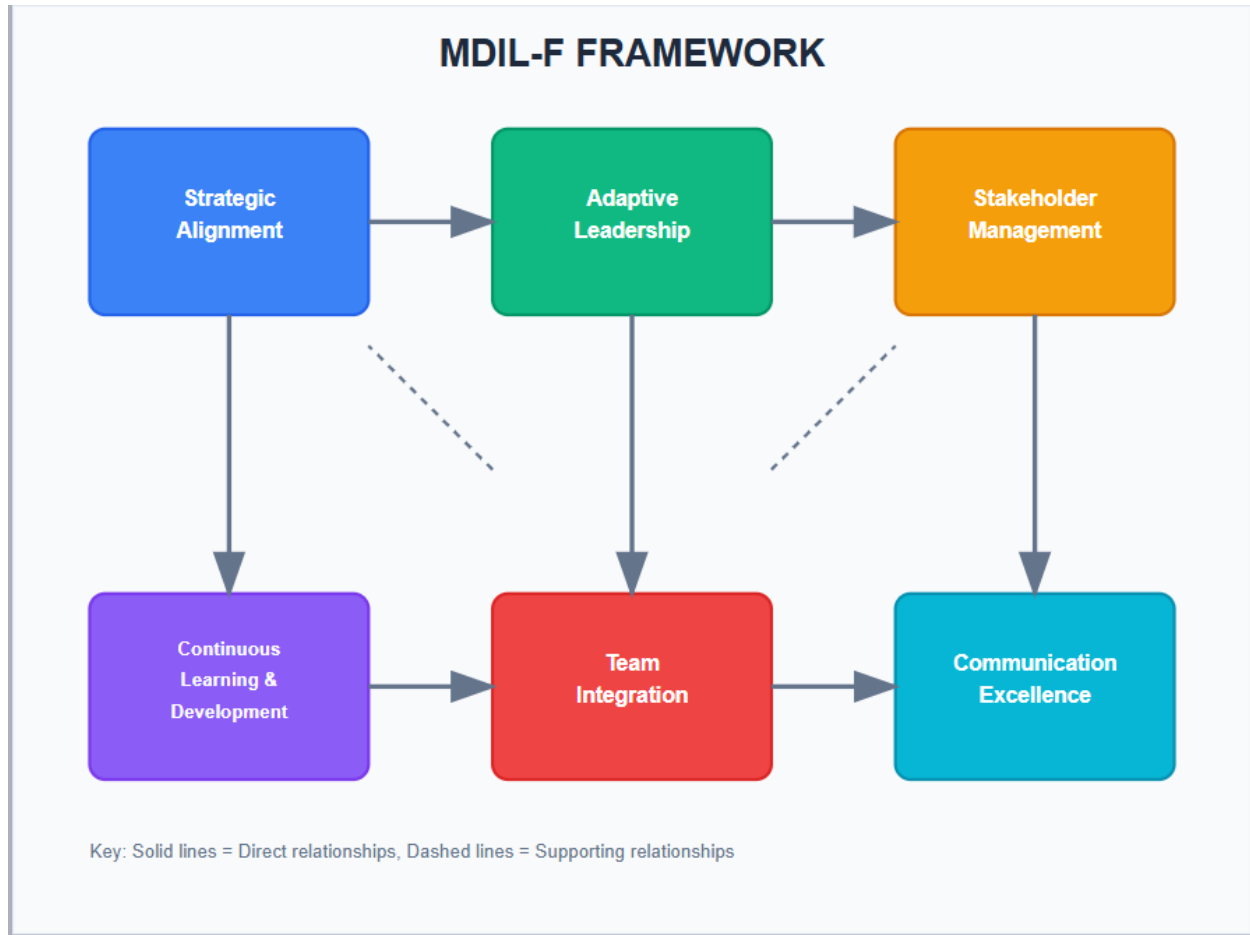 MDIL-F FRAMEWORK
Strategic
Alignment
Adaptive
Leadership
Stakeholder
Management
Continuous
Learning &
Development
Team
Integration
Communication
Excellence
Key: Solid lines = Direct relationships, Dashed lines = Supporting relationships